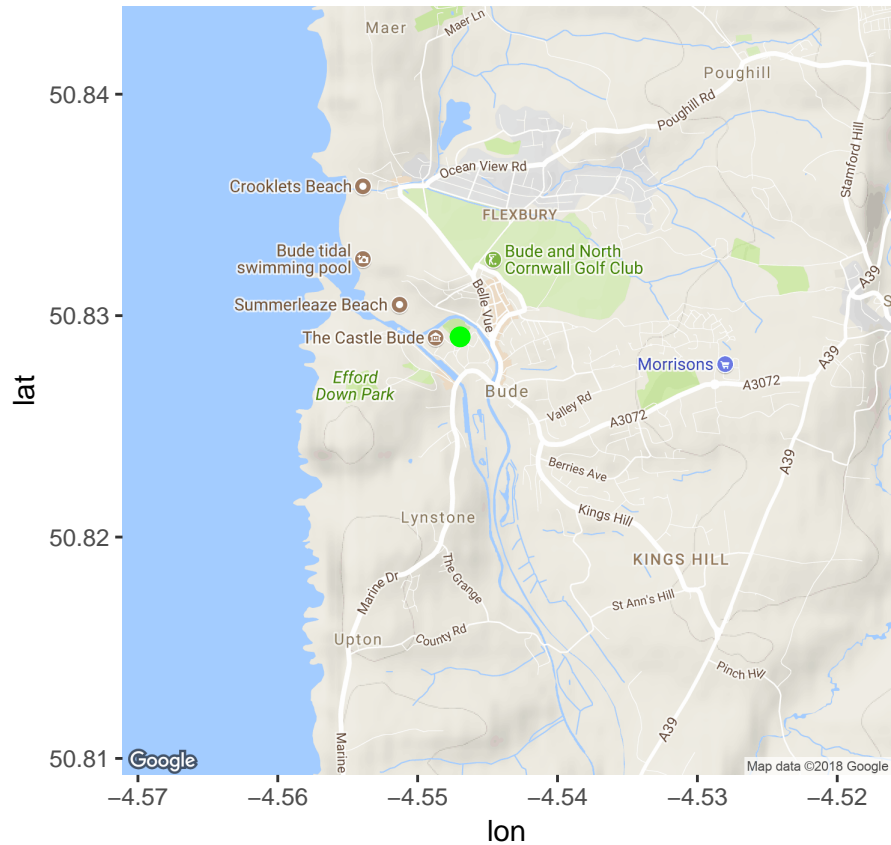 Maer Ln
Maer
Poughill
50.84
Poughill Rd
Stamford Hill
Ocean View Rd
Crooklets Beach
FLEXBURY
Bude tidal
swimming pool
Bude and North
Cornwall Golf Club
A39
Belle Vue
Summerleaze Beach
S
50.83
The Castle Bude
A39
Morrisons
Efford
Down Park
Bude
A3072
Valley Rd
A3072
lat
A39
Berries Ave
Lynstone
Kings Hill
50.82
KINGS HILL
Marine Dr
The Grange
St Ann's Hill
Upton
County Rd
Pinch Hill
A39
Marine
50.81
Google
Map data ©2018 Google
−4.57
−4.56
−4.55
−4.54
−4.53
−4.52
lon